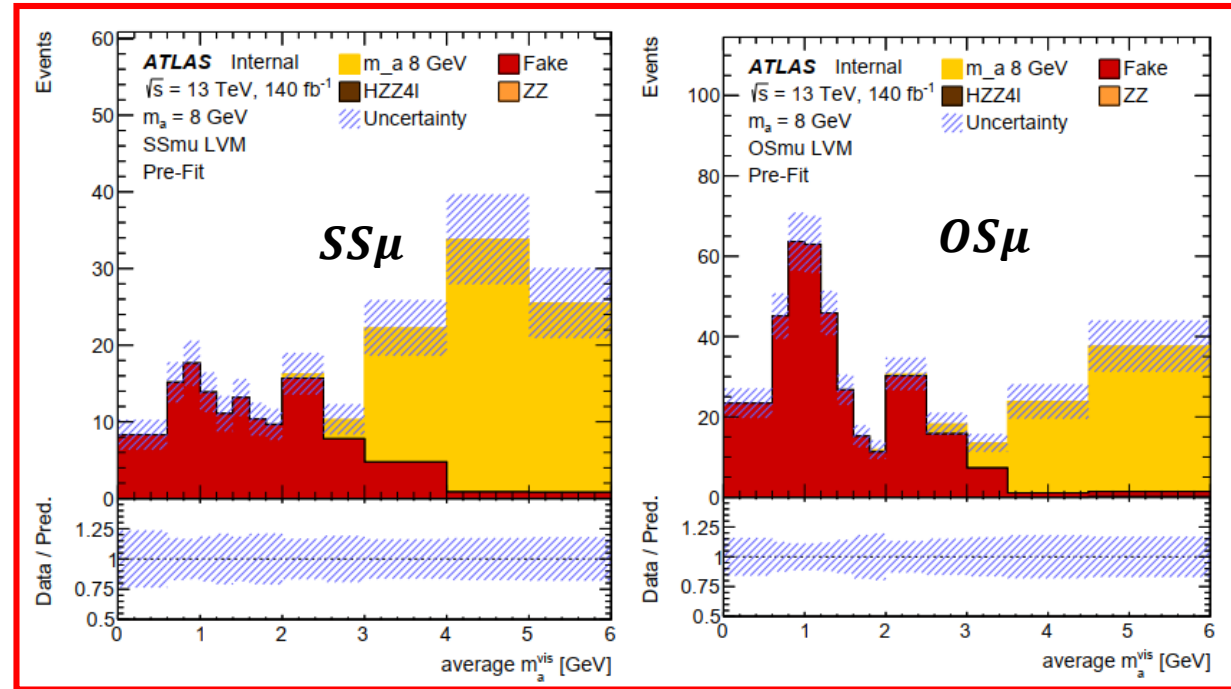 Events
60
50
40
30
20
10
0
ATLAS Internal
√s = 13 TeV, 140 fb⁻¹
mₐ = 8 GeV
SSmu LVM
Pre-Fit
m_a 8 GeV
Fake
HZZ4l
ZZ
Uncertainty
SSμ
Data / Pred.
1.25
1
0.75
0.5
0 1 2 3 4 5 6
average mₐᵛⁱˢ [GeV]
Events
100
80
60
40
20
0
ATLAS Internal
√s = 13 TeV, 140 fb⁻¹
mₐ = 8 GeV
OSmu LVM
Pre-Fit
m_a 8 GeV
Fake
HZZ4l
ZZ
Uncertainty
OSμ
Data / Pred.
1.25
1
0.75
0.5
0 1 2 3 4 5 6
average mₐᵛⁱˢ [GeV]